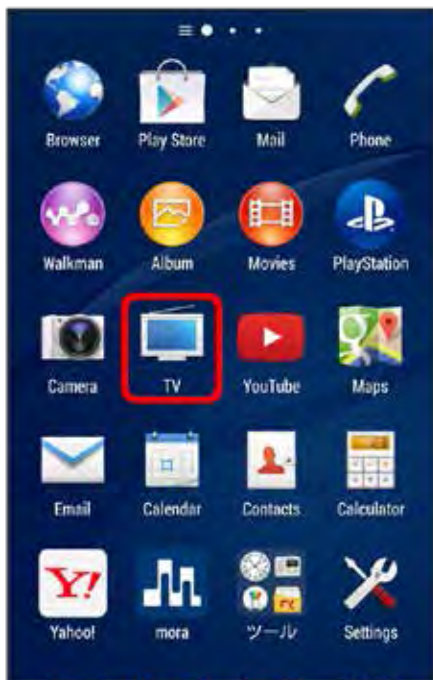 Browser Play Store Mail Phone
Walkman Album Movies PlayStation
Camera TV YouTube Maps
Email Calendar Contacts Calculator
Y!
Yahoo! mora ツール Settings